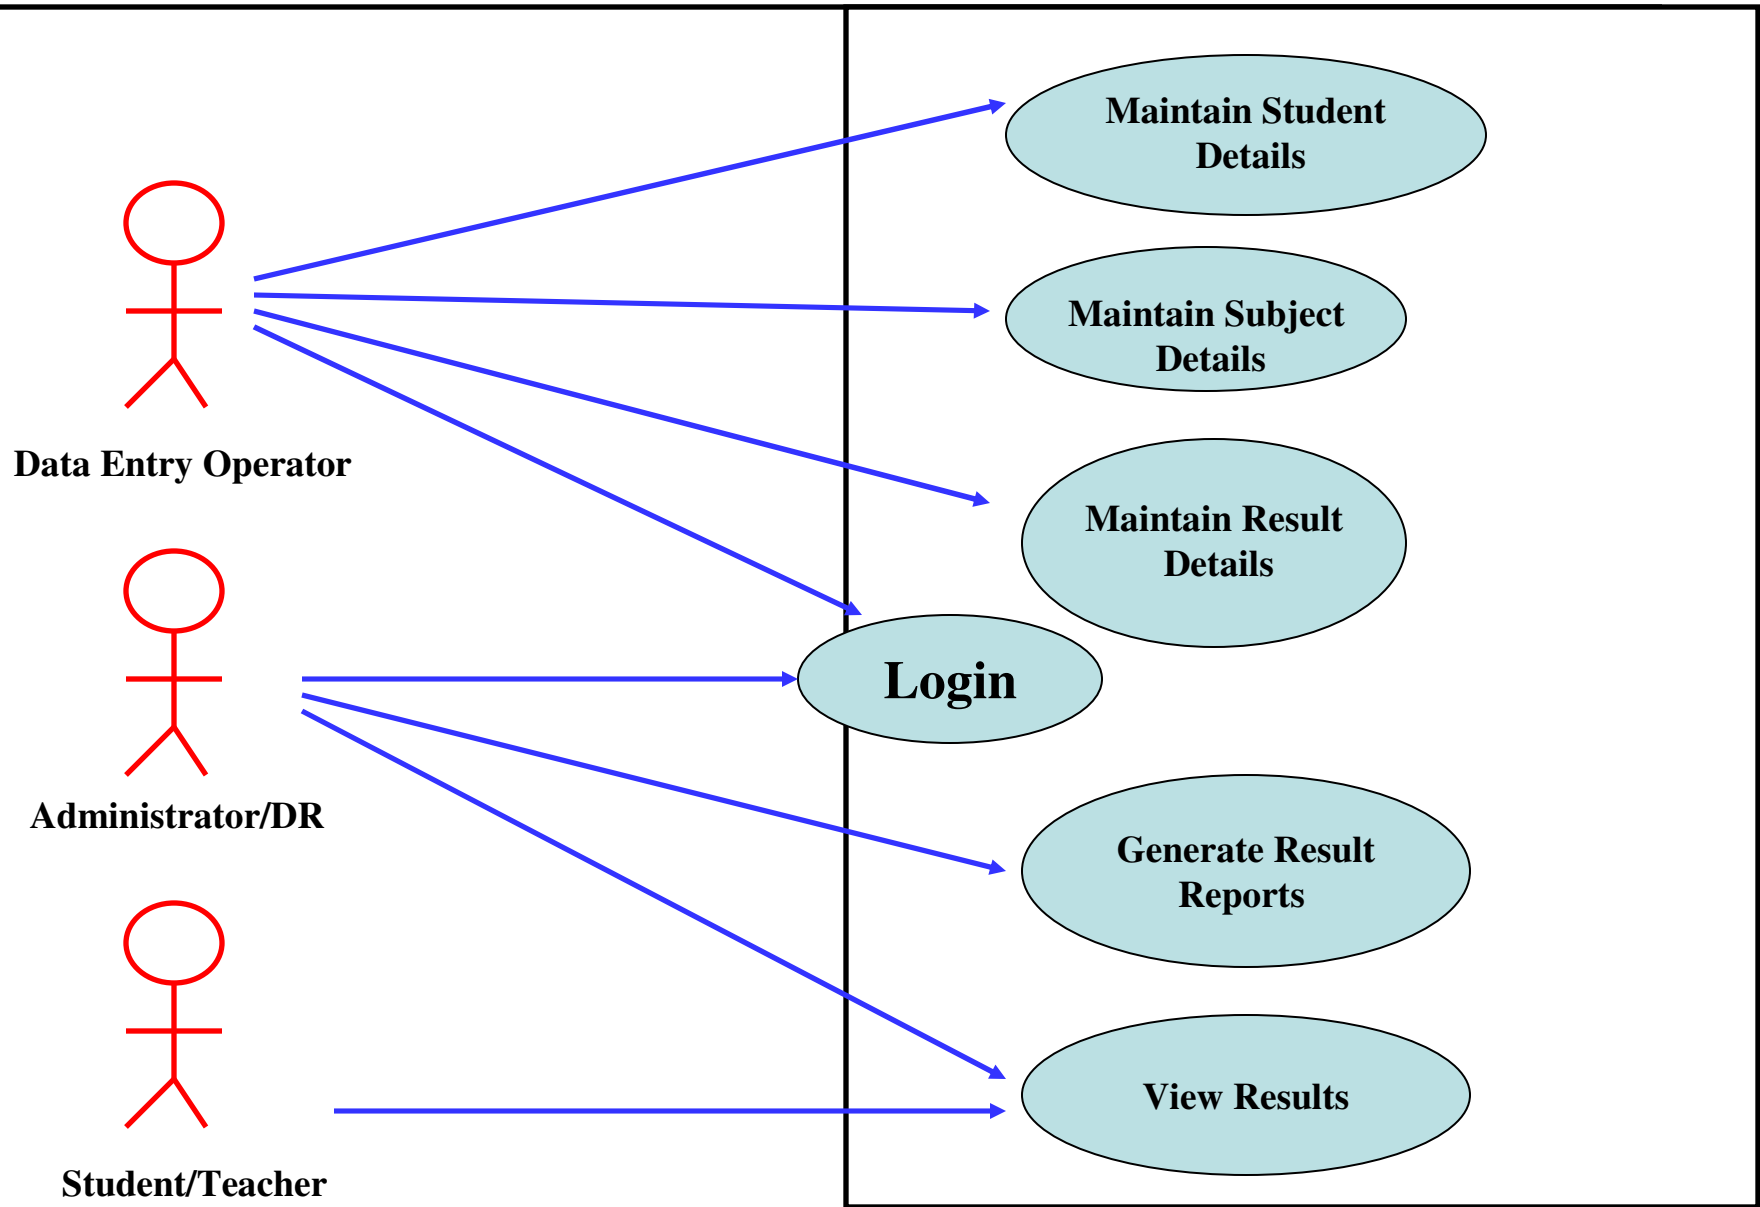 Maintain Student
Details
Maintain Subject
Details
Data Entry Operator
Maintain Result
Details
Login
Administrator/DR
Generate Result
Reports
View Results
Student/Teacher